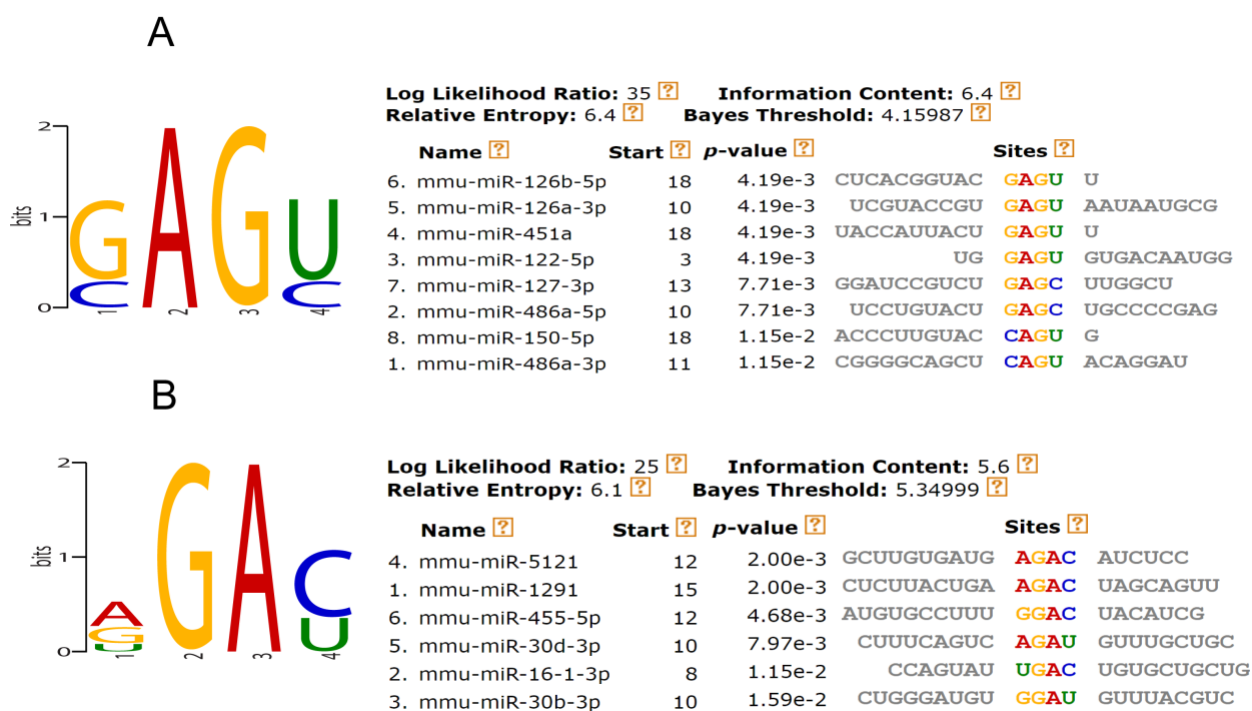 A
2
1
0
bits
G A G U
C C
1 2 3 4
Log Likelihood Ratio: 35 ? Information Content: 6.4 ?
Relative Entropy: 6.4 ? Bayes Threshold: 4.15987 ?
Name ? Start ? p-value ? Sites ?
6. mmu-miR-126b-5p 18 4.19e-3 CUCACGGUAC GAGU U
5. mmu-miR-126a-3p 10 4.19e-3 UCGUACCGU GAGU AAUAAUGCG
4. mmu-miR-451a 18 4.19e-3 UACCAUUACU GAGU U
3. mmu-miR-122-5p 3 4.19e-3 UG GAGU GUGACAAUGG
7. mmu-miR-127-3p 13 7.71e-3 GGAUCCGUCU GAGC UUGGCU
2. mmu-miR-486a-5p 10 7.71e-3 UCCUGUACU GAGC UGCCCCGAG
8. mmu-miR-150-5p 18 1.15e-2 ACCCUUGUAC CAGU G
1. mmu-miR-486a-3p 11 1.15e-2 CGGGGCAGCU CAGU ACAGGAU
B
2
1
0
bits
A G A C
G U
U
1 2 3 4
Log Likelihood Ratio: 25 ? Information Content: 5.6 ?
Relative Entropy: 6.1 ? Bayes Threshold: 5.34999 ?
Name ? Start ? p-value ? Sites ?
4. mmu-miR-5121 12 2.00e-3 GCUUGUGAUG AGAC AUCUCC
1. mmu-miR-1291 15 2.00e-3 CUCUUACUGA AGAC UAGCAGUU
6. mmu-miR-455-5p 12 4.68e-3 AUGUGCCUUU GGAC UACAUCG
5. mmu-miR-30d-3p 10 7.97e-3 CUUUCAGUC AGAU GUUUGCUGC
2. mmu-miR-16-1-3p 8 1.15e-2 CCAGUAU UGAC UGUGCUGCUG
3. mmu-miR-30b-3p 10 1.59e-2 CUGGGAUGU GGAU GUUUACGUC